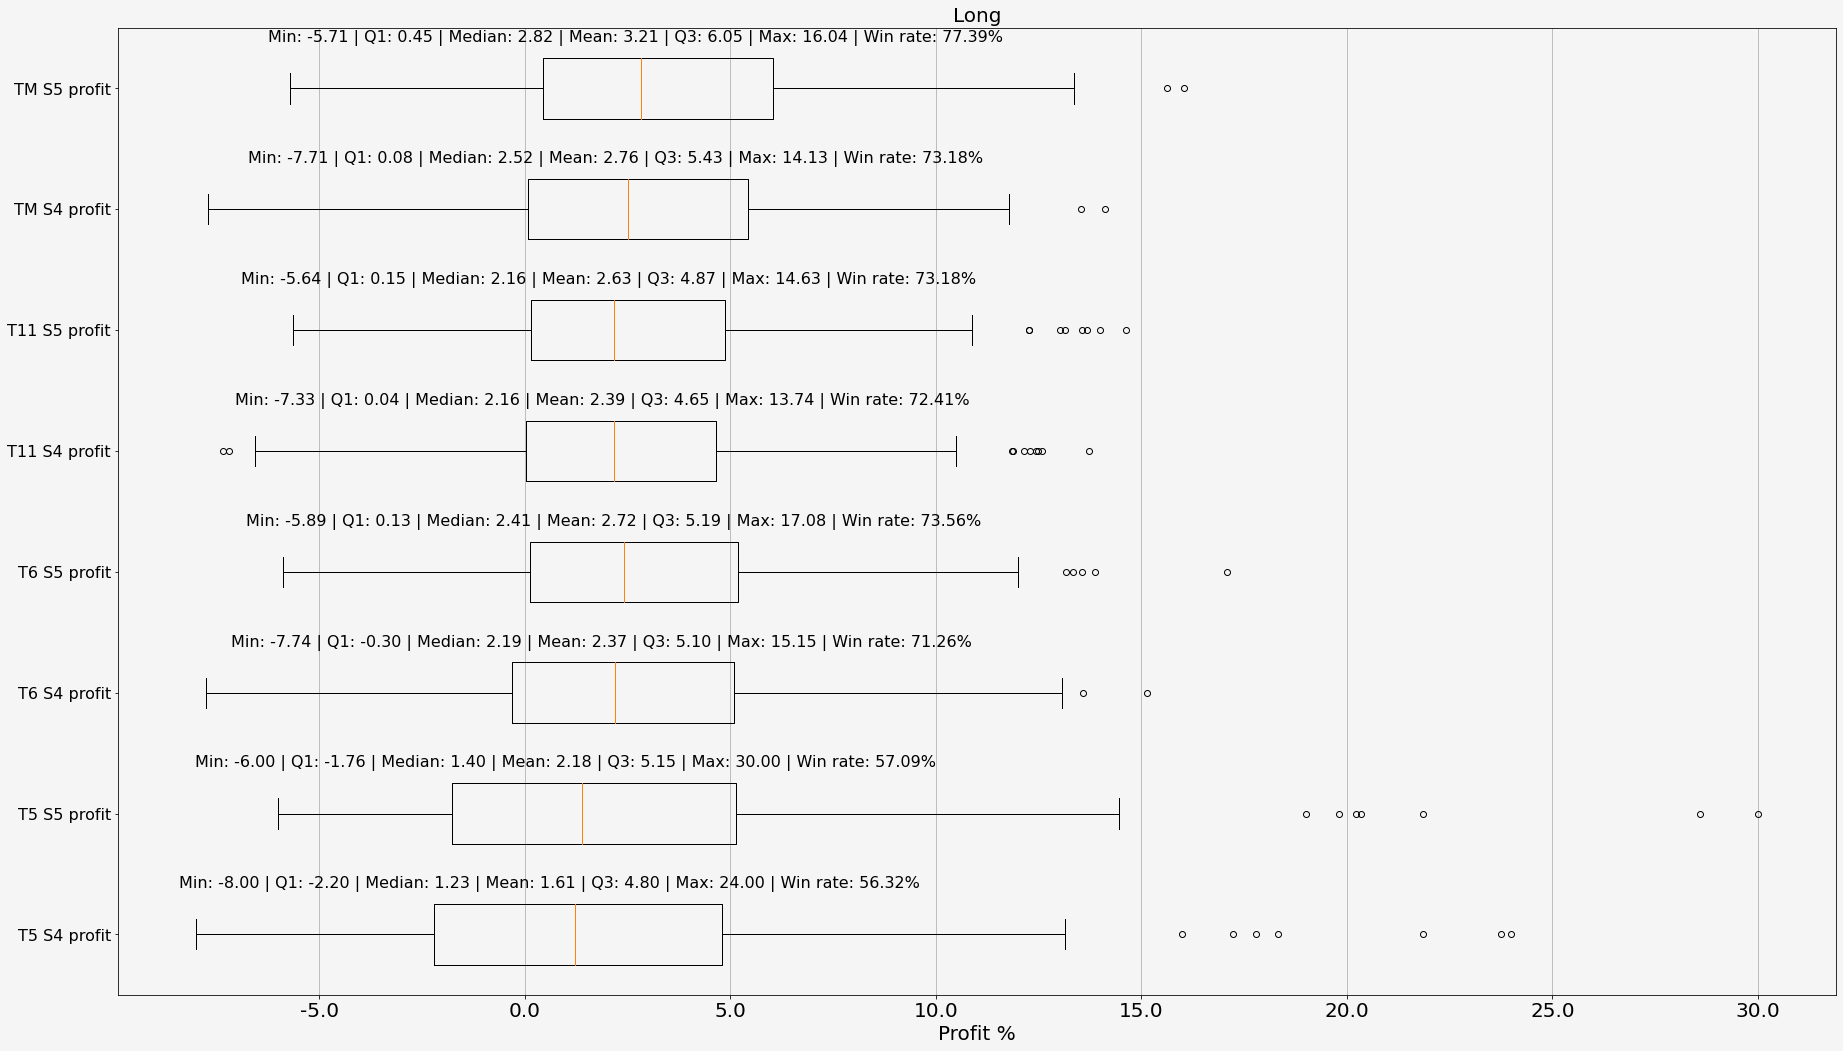 Long
Min: -5.71 | Q1: 0.45 | Median: 2.82 | Mean: 3.21 | Q3: 6.05 | Max: 16.04 | Win rate: 77.39%
TM S5 profit
Min: -7.71 | Q1: 0.08 | Median: 2.52 | Mean: 2.76 | Q3: 5.43 | Max: 14.13 | Win rate: 73.18%
TM S4 profit
Min: -5.64 | Q1: 0.15 | Median: 2.16 | Mean: 2.63 | Q3: 4.87 | Max: 14.63 | Win rate: 73.18%
T11 S5 profit
Min: -7.33 | Q1: 0.04 | Median: 2.16 | Mean: 2.39 | Q3: 4.65 | Max: 13.74 | Win rate: 72.41%
T11 S4 profit
Min: -5.89 | Q1: 0.13 | Median: 2.41 | Mean: 2.72 | Q3: 5.19 | Max: 17.08 | Win rate: 73.56%
T6 S5 profit
Min: -7.74 | Q1: -0.30 | Median: 2.19 | Mean: 2.37 | Q3: 5.10 | Max: 15.15 | Win rate: 71.26%
T6 S4 profit
Min: -6.00 | Q1: -1.76 | Median: 1.40 | Mean: 2.18 | Q3: 5.15 | Max: 30.00 | Win rate: 57.09%
T5 S5 profit
Min: -8.00 | Q1: -2.20 | Median: 1.23 | Mean: 1.61 | Q3: 4.80 | Max: 24.00 | Win rate: 56.32%
T5 S4 profit
-5.0 0.0 5.0 10.0 15.0 20.0 25.0 30.0
Profit %